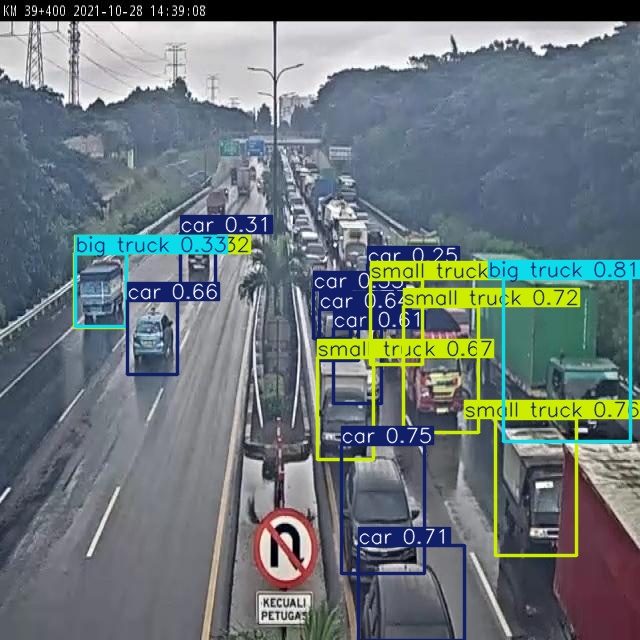 KM 39+400 2021-10-28 14:39:08
car 0.31
big truck 0.33
32
car 0.66
car 0.25
small truck
big truck 0.81
car 0.64
small truck 0.72
car 0.61
small truck 0.67
small truck 0.76
car 0.75
car 0.71
KECUALI
PETUGAS